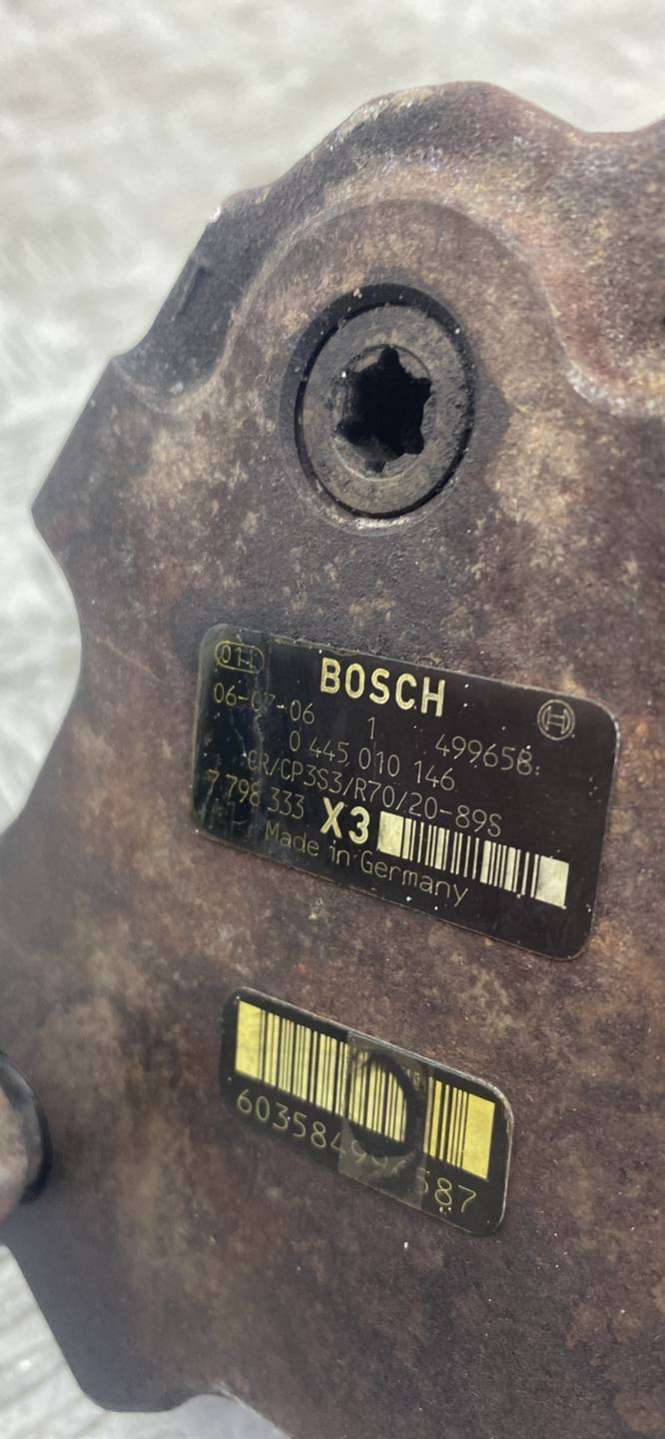 011
BOSCH
06-07-06 1 499658
0 445 010 146
CR/CP3S3/R70/20-89S
7 798 333 X3
Made in Germany